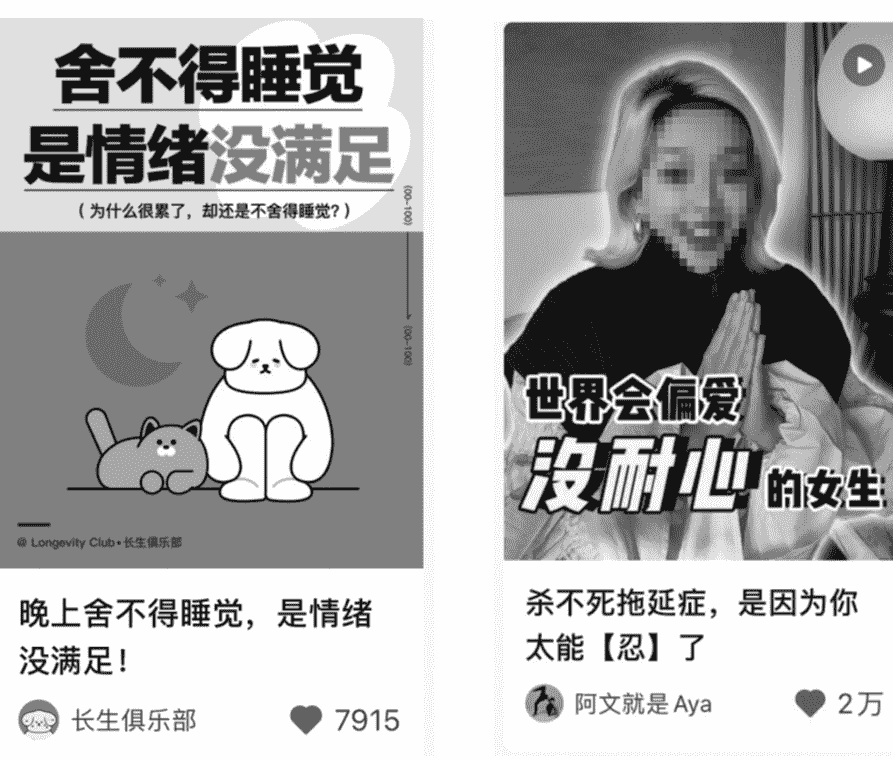 舍不得睡觉
是情绪没满足
（为什么很累了，却还是不舍得睡觉？）
(00-100)
(00-100)
@ Longevity Club•长生俱乐部
晚上舍不得睡觉，是情绪
没满足！
长生俱乐部
7915
世界会偏爱
没耐心的女生
杀不死拖延症，是因为你
太能【忍】了
阿文就是Aya
2万